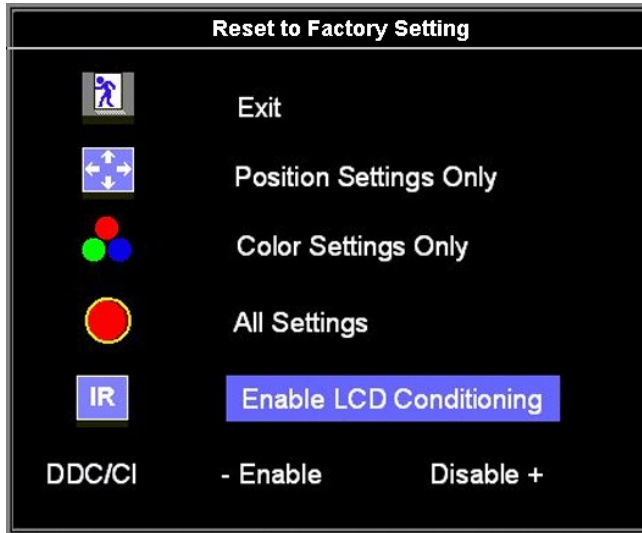 Reset to Factory Setting
Exit
Position Settings Only
Color Settings Only
All Settings
IR Enable LCD Conditioning
DDC/CI - Enable Disable +